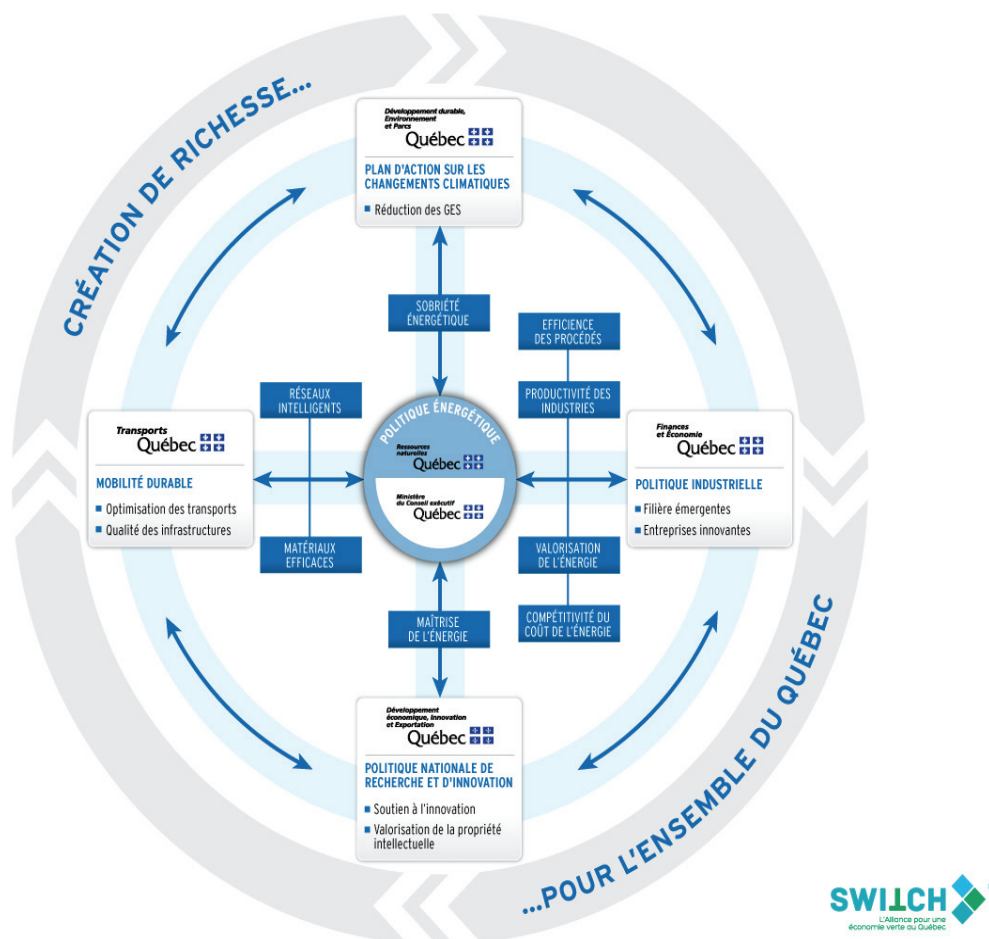 CRÉATION DE RICHESSE...
Développement durable,
Environnement
et Parcs
Québec
PLAN D'ACTION SUR LES
CHANGEMENTS CLIMATIQUES
Réduction des GES
SOBRIÉTÉ
ÉNERGÉTIQUE
EFFICIENCE
DES PROCÉDÉS
RÉSEAUX
INTELLIGENTS
PRODUCTIVITÉ DES
INDUSTRIES
Transports
Québec
MOBILITÉ DURABLE
Optimisation des transports
Qualité des infrastructures
POLITIQUE ÉNERGÉTIQUE
Ressources
naturelles
Québec
Ministère
du Conseil exécutif
Québec
Finances
et Économie
Québec
POLITIQUE INDUSTRIELLE
Filière émergentes
Entreprises innovantes
MATÉRIAUX
EFFICACES
VALORISATION
DE L'ÉNERGIE
MAÎTRISE
DE L'ÉNERGIE
COMPÉTITIVITÉ DU
COÛT DE L'ÉNERGIE
Développement
économique, Innovation
et Exportation
Québec
POLITIQUE NATIONALE DE
RECHERCHE ET D'INNOVATION
Soutien à l'innovation
Valorisation de la propriété
intellectuelle
...POUR L'ENSEMBLE DU QUÉBEC
SWITCH
L'Alliance pour une
économie verte au Québec